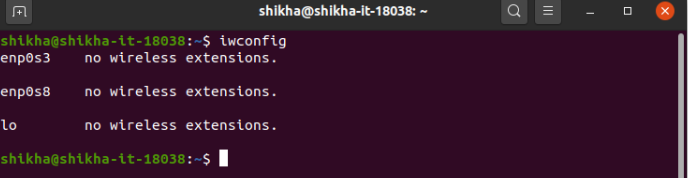 shikha@shikha-it-18038: ~
shikha@shikha-it-18038:~$ iwconfig
enp0s3    no wireless extensions.
enp0s8    no wireless extensions.
lo        no wireless extensions.
shikha@shikha-it-18038:~$